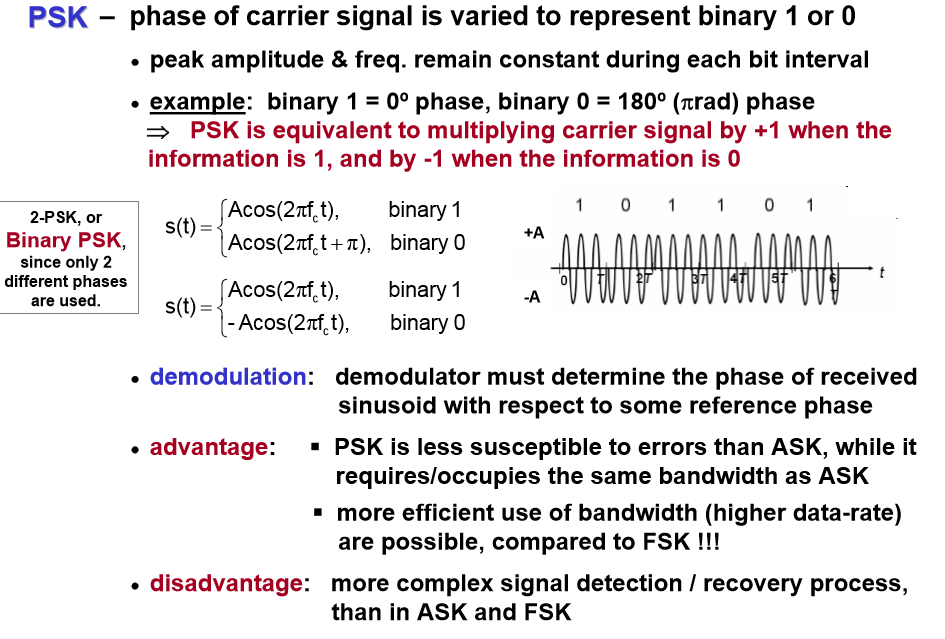 PSK – phase of carrier signal is varied to represent binary 1 or 0
• peak amplitude & freq. remain constant during each bit interval
• example: binary 1 = 0º phase, binary 0 = 180º (πrad) phase
⇒ PSK is equivalent to multiplying carrier signal by +1 when the
information is 1, and by -1 when the information is 0
2-PSK, or
Binary PSK,
since only 2
different phases
are used.
s(t) = { Acos(2πf_c t), binary 1
Acos(2πf_c t + π), binary 0
s(t) = { Acos(2πf_c t), binary 1
- Acos(2πf_c t), binary 0
1 0 1 1 0 1
+A
-A
0 T 2T 3T 4T 5T 6T t
• demodulation: demodulator must determine the phase of received
sinusoid with respect to some reference phase
• advantage: ▪ PSK is less susceptible to errors than ASK, while it
requires/occupies the same bandwidth as ASK
▪ more efficient use of bandwidth (higher data-rate)
are possible, compared to FSK !!!
• disadvantage: more complex signal detection / recovery process,
than in ASK and FSK